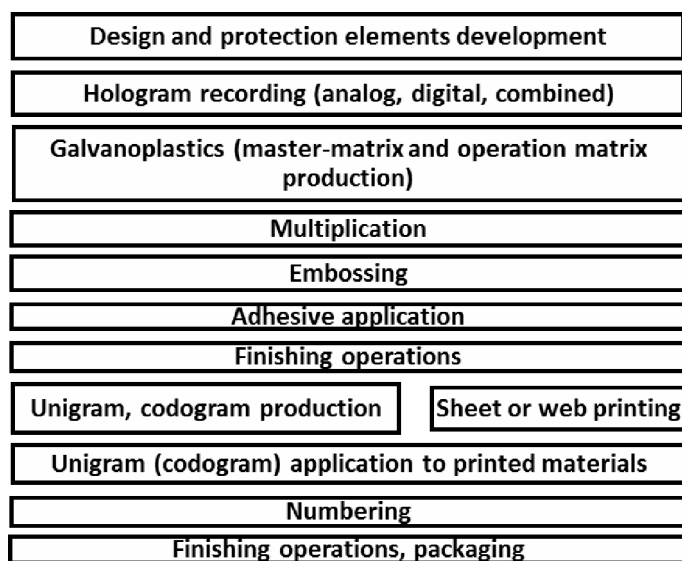 Design and protection elements development
Hologram recording (analog, digital, combined)
Galvanoplastics (master-matrix and operation matrix
production)
Multiplication
Embossing
Adhesive application
Finishing operations
Unigram, codogram production
Sheet or web printing
Unigram (codogram) application to printed materials
Numbering
Finishing operations, packaging